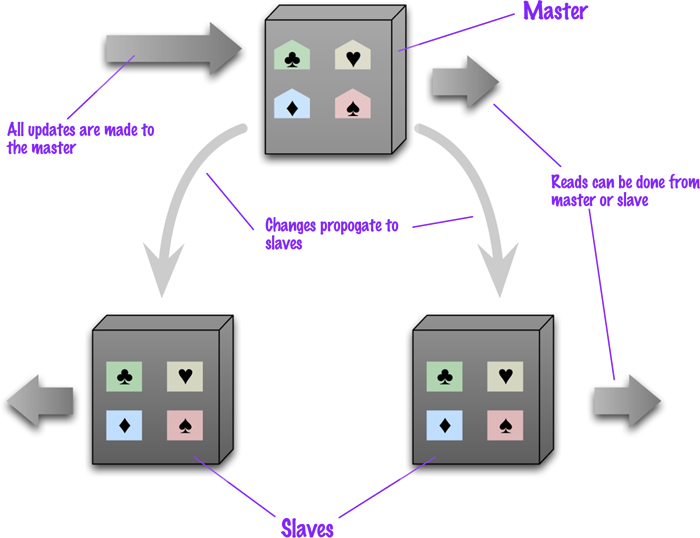 Master
All updates are made to
the master
Reads can be done from
master or slave
Changes propogate to
slaves
Slaves